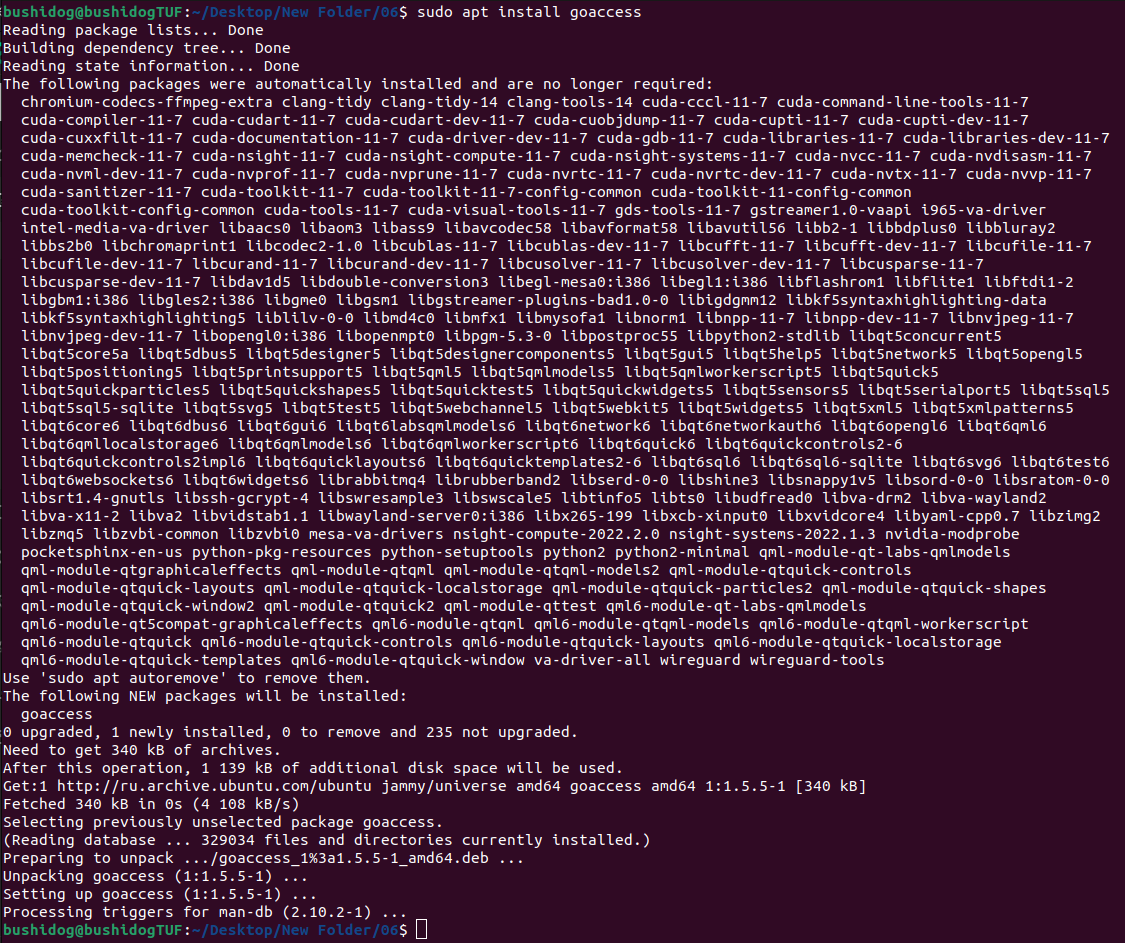 bushidog@bushidogTUF:~/Desktop/New Folder/06$ sudo apt install goaccess
Reading package lists... Done
Building dependency tree... Done
Reading state information... Done
The following packages were automatically installed and are no longer required:
  chromium-codecs-ffmpeg-extra clang-tidy clang-tidy-14 clang-tools-14 cuda-cccl-11-7 cuda-command-line-tools-11-7
  cuda-compiler-11-7 cuda-cudart-11-7 cuda-cudart-dev-11-7 cuda-cuobjdump-11-7 cuda-cupti-11-7 cuda-cupti-dev-11-7
  cuda-cuxxfilt-11-7 cuda-documentation-11-7 cuda-driver-dev-11-7 cuda-gdb-11-7 cuda-libraries-11-7 cuda-libraries-dev-11-7
  cuda-memcheck-11-7 cuda-nsight-11-7 cuda-nsight-compute-11-7 cuda-nsight-systems-11-7 cuda-nvcc-11-7 cuda-nvdisasm-11-7
  cuda-nvml-dev-11-7 cuda-nvprof-11-7 cuda-nvprune-11-7 cuda-nvrtc-11-7 cuda-nvrtc-dev-11-7 cuda-nvtx-11-7 cuda-nvvp-11-7
  cuda-sanitizer-11-7 cuda-toolkit-11-7 cuda-toolkit-11-7-config-common cuda-toolkit-11-config-common
  cuda-toolkit-config-common cuda-tools-11-7 cuda-visual-tools-11-7 gds-tools-11-7 gstreamer1.0-vaapi i965-va-driver
  intel-media-va-driver libaacs0 libaom3 libass9 libavcodec58 libavformat58 libavutil56 libb2-1 libbdplus0 libbluray2
  libbs2b0 libchromaprint1 libcodec2-1.0 libcublas-11-7 libcublas-dev-11-7 libcufft-11-7 libcufft-dev-11-7 libcufile-11-7
  libcufile-dev-11-7 libcurand-11-7 libcurand-dev-11-7 libcusolver-11-7 libcusolver-dev-11-7 libcusparse-11-7
  libcusparse-dev-11-7 libdav1d5 libdouble-conversion3 libegl-mesa0:i386 libegl1:i386 libflashrom1 libflite1 libftdi1-2
  libgbm1:i386 libgles2:i386 libgme0 libgsm1 libgstreamer-plugins-bad1.0-0 libigdgmm12 libkf5syntaxhighlighting-data
  libkf5syntaxhighlighting5 liblilv-0-0 libmd4c0 libmfx1 libmysofa1 libnorm1 libnpp-11-7 libnpp-dev-11-7 libnvjpeg-11-7
  libnvjpeg-dev-11-7 libopengl0:i386 libopenmpt0 libpgm-5.3-0 libpostproc55 libpython2-stdlib libqt5concurrent5
  libqt5core5a libqt5dbus5 libqt5designer5 libqt5designercomponents5 libqt5gui5 libqt5help5 libqt5network5 libqt5opengl5
  libqt5positioning5 libqt5printsupport5 libqt5qml5 libqt5qmlmodels5 libqt5qmlworkerscript5 libqt5quick5
  libqt5quickparticles5 libqt5quickshapes5 libqt5quicktest5 libqt5quickwidgets5 libqt5sensors5 libqt5serialport5 libqt5sql5
  libqt5sql5-sqlite libqt5svg5 libqt5test5 libqt5webchannel5 libqt5webkit5 libqt5widgets5 libqt5xml5 libqt5xmlpatterns5
  libqt6core6 libqt6dbus6 libqt6gui6 libqt6labsqmlmodels6 libqt6network6 libqt6networkauth6 libqt6opengl6 libqt6qml6
  libqt6qmllocalstorage6 libqt6qmlmodels6 libqt6qmlworkerscript6 libqt6quick6 libqt6quickcontrols2-6
  libqt6quickcontrols2impl6 libqt6quicklayouts6 libqt6quicktemplates2-6 libqt6sql6 libqt6sql6-sqlite libqt6svg6 libqt6test6
  libqt6websockets6 libqt6widgets6 librabbitmq4 librubberband2 libserd-0-0 libshine3 libsnappy1v5 libsord-0-0 libsratom-0-0
  libsrt1.4-gnutls libssh-gcrypt-4 libswresample3 libswscale5 libtinfo5 libts0 libudfread0 libva-drm2 libva-wayland2
  libva-x11-2 libva2 libvidstab1.1 libwayland-server0:i386 libx265-199 libxcb-xinput0 libxvidcore4 libyaml-cpp0.7 libzimg2
  libzmq5 libzvbi-common libzvbi0 mesa-va-drivers nsight-compute-2022.2.0 nsight-systems-2022.1.3 nvidia-modprobe
  pocketsphinx-en-us python-pkg-resources python-setuptools python2 python2-minimal qml-module-qt-labs-qmlmodels
  qml-module-qtgraphicaleffects qml-module-qtqml qml-module-qtqml-models2 qml-module-qtquick-controls
  qml-module-qtquick-layouts qml-module-qtquick-localstorage qml-module-qtquick-particles2 qml-module-qtquick-shapes
  qml-module-qtquick-window2 qml-module-qtquick2 qml-module-qttest qml6-module-qt-labs-qmlmodels
  qml6-module-qt5compat-graphicaleffects qml6-module-qtqml qml6-module-qtqml-models qml6-module-qtqml-workerscript
  qml6-module-qtquick qml6-module-qtquick-controls qml6-module-qtquick-layouts qml6-module-qtquick-localstorage
  qml6-module-qtquick-templates qml6-module-qtquick-window va-driver-all wireguard wireguard-tools
Use 'sudo apt autoremove' to remove them.
The following NEW packages will be installed:
  goaccess
0 upgraded, 1 newly installed, 0 to remove and 235 not upgraded.
Need to get 340 kB of archives.
After this operation, 1 139 kB of additional disk space will be used.
Get:1 http://ru.archive.ubuntu.com/ubuntu jammy/universe amd64 goaccess amd64 1:1.5.5-1 [340 kB]
Fetched 340 kB in 0s (4 108 kB/s)
Selecting previously unselected package goaccess.
(Reading database ... 329034 files and directories currently installed.)
Preparing to unpack .../goaccess_1%3a1.5.5-1_amd64.deb ...
Unpacking goaccess (1:1.5.5-1) ...
Setting up goaccess (1:1.5.5-1) ...
Processing triggers for man-db (2.10.2-1) ...
bushidog@bushidogTUF:~/Desktop/New Folder/06$